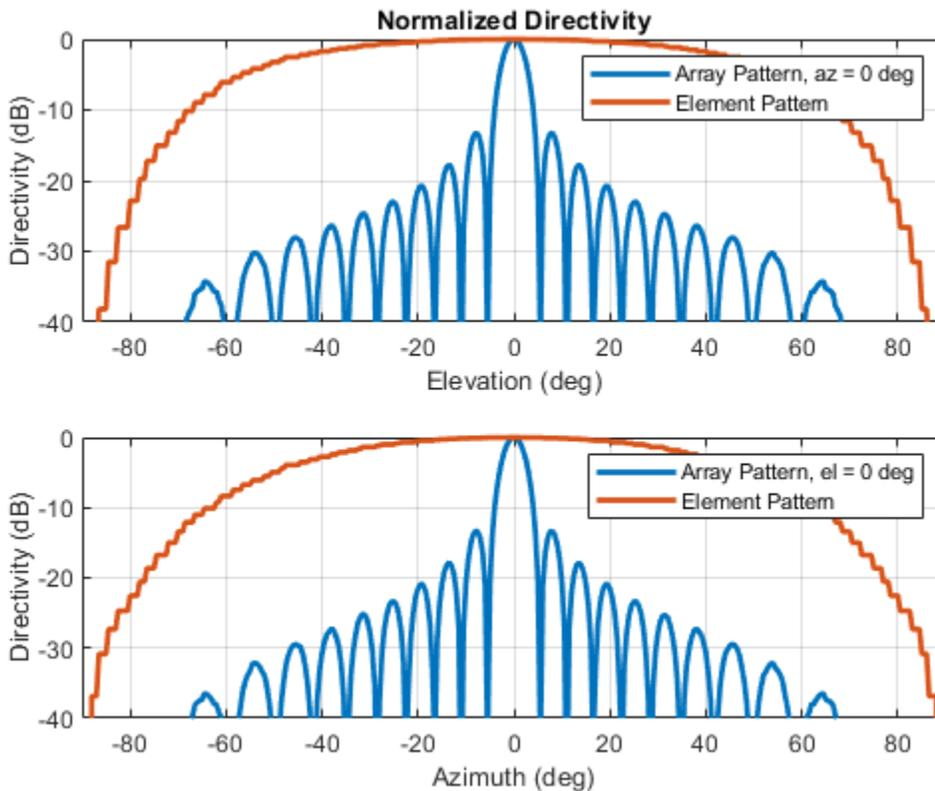 Normalized Directivity
0
-10
-20
-30
-40
Directivity (dB)
Array Pattern, az = 0 deg
Element Pattern
-80 -60 -40 -20 0 20 40 60 80
Elevation (deg)
0
-10
-20
-30
-40
Directivity (dB)
Array Pattern, el = 0 deg
Element Pattern
-80 -60 -40 -20 0 20 40 60 80
Azimuth (deg)